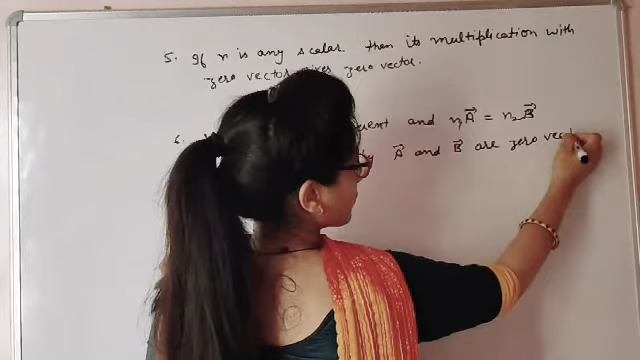 5. If n is any scalar then its multiplication with
zero vector gives zero vector.
6. and n₁A⃗ = n₂B⃗
A⃗ and B⃗ are zero vect